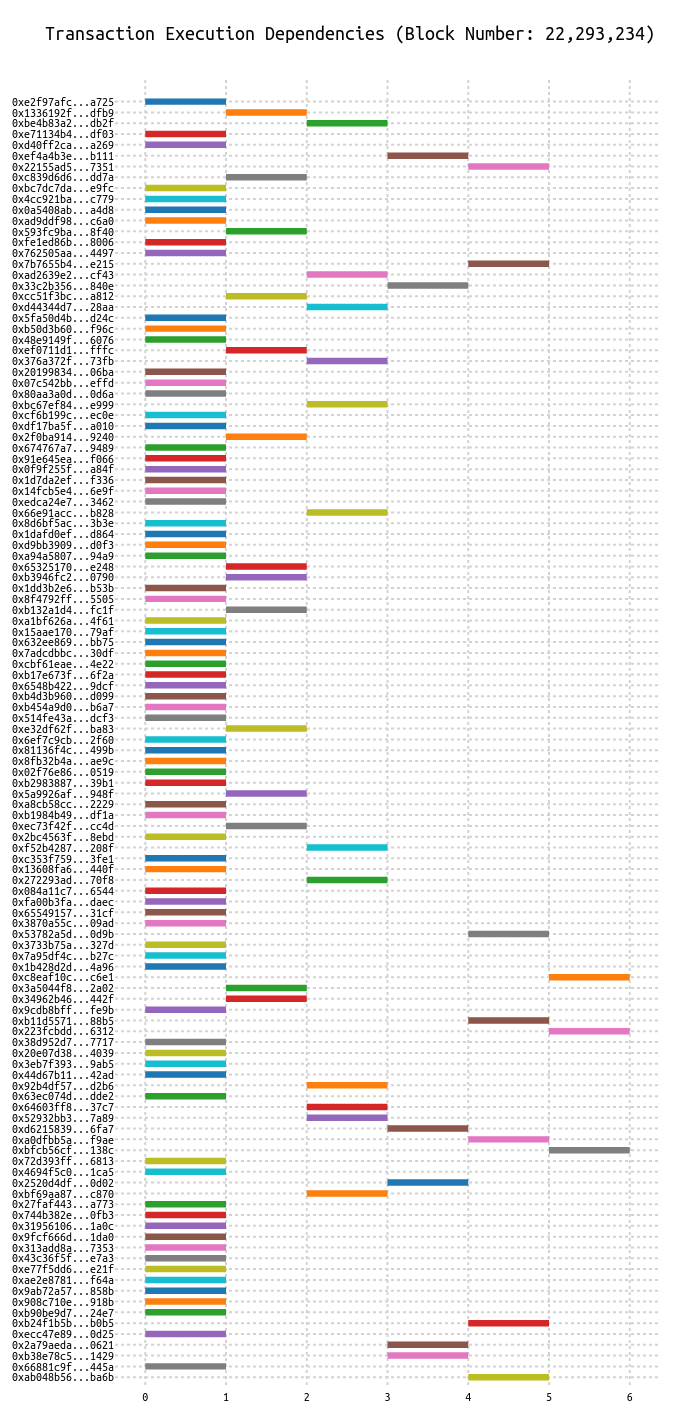 Transaction Execution Dependencies (Block Number: 22,293,234)
0xe2f97afc...a725
0x1336192f...dfb9
0xbe4b83a2...db2f
0xe71134b4...df03
0xd40ff2ca...a269
0xef4a4b3e...b111
0x22155ad5...7351
0xc839d6d6...dd7a
0xbc7dc7da...e9fc
0x4cc921ba...c779
0x0a5408ab...a4d8
0xad9ddf98...c6a0
0x593fc9ba...8f40
0xfe1ed86b...8006
0x762505aa...4497
0x7b7655b4...e215
0xad2639e2...cf43
0x33c2b356...840e
0xcc51f3bc...a812
0xd44344d7...28aa
0x5fa50d4b...d24c
0xb50d3b60...f96c
0x48e9149f...6076
0xef0711d1...fffc
0x376a372f...73fb
0x20199834...06ba
0x07c542bb...effd
0x80aa3a0d...0d6a
0xbc67ef84...e999
0xcf6b199c...ec0e
0xdf17ba5f...a010
0x2f0ba914...9240
0x674767a7...9489
0x91e645ea...f066
0x0f9f255f...a84f
0x1d7da2ef...f336
0x14fcb5e4...6e9f
0xedca24e7...3462
0x66e91acc...b828
0x8d6bf5ac...3b3e
0x1dafd0ef...d864
0xd9bb3909...d0f3
0xa94a5807...94a9
0x65325170...e248
0xb3946fc2...0790
0x1dd3b2e6...b53b
0x8f4792ff...5505
0xb132a1d4...fc1f
0xa1bf626a...4f61
0x15aae170...79af
0x632ee869...bb75
0x7adcdbbc...30df
0xcbf61eae...4e22
0xb17e673f...6f2a
0x6548b422...9dcf
0xb4d3b960...d099
0xb454a9d0...b6a7
0x514fe43a...dcf3
0xe32df62f...ba83
0x6ef7c9cb...2f60
0x81136f4c...499b
0x8fb32b4a...ae9c
0x02f76e86...0519
0xb2983887...39b1
0x5a9926af...948f
0xa8cb58cc...2229
0xb1984b49...df1a
0xec73f42f...cc4d
0x2bc4563f...8ebd
0xf52b4287...208f
0xc353f759...3fe1
0x13608fa6...440f
0x272293ad...70f8
0x084a11c7...6544
0xfa00b3fa...daec
0x65549157...31cf
0x3870a55c...09ad
0x53782a5d...0d9b
0x3733b75a...327d
0x7a95df4c...b27c
0x1b428d2d...4a96
0xc8eaf10c...c6e1
0x3a5044f8...2a02
0x34962b46...442f
0x9cdb8bff...fe9b
0xb11d5571...88b5
0x223fcbdd...6312
0x38d952d7...7717
0x20e07d38...4039
0x3eb7f393...9ab5
0x44d67b11...42ad
0x92b4df57...d2b6
0x63ec074d...dde2
0x64603ff8...37c7
0x52932bb3...7a89
0xd6215839...6fa7
0xa0dfbb5a...f9ae
0xbfcb56cf...138c
0x72d393ff...6813
0x4694f5c0...1ca5
0x2520d4df...0d02
0xbf69aa87...c870
0x27faf443...a773
0x744b382e...0fb3
0x31956106...1a0c
0x9fcf666d...1da0
0x313add8a...7353
0x43c36f5f...e7a3
0xe77f5dd6...e21f
0xae2e8781...f64a
0x9ab72a57...858b
0x908c710e...918b
0xb90be9d7...24e7
0xb24f1b5b...b0b5
0xecc47e89...0d25
0x2a79aeda...0621
0xb38e78c5...1429
0x66881c9f...445a
0xab048b56...ba6b
0 1 2 3 4 5 6